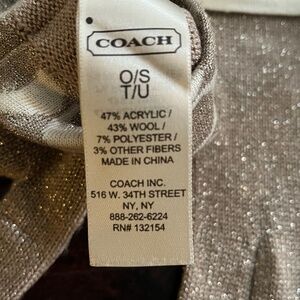 COACH
O/S
T/U
47% ACRYLIC /
43% WOOL /
7% POLYESTER /
3% OTHER FIBERS
MADE IN CHINA
COACH INC.
516 W. 34TH STREET
NY, NY
888-262-6224
RN# 132154